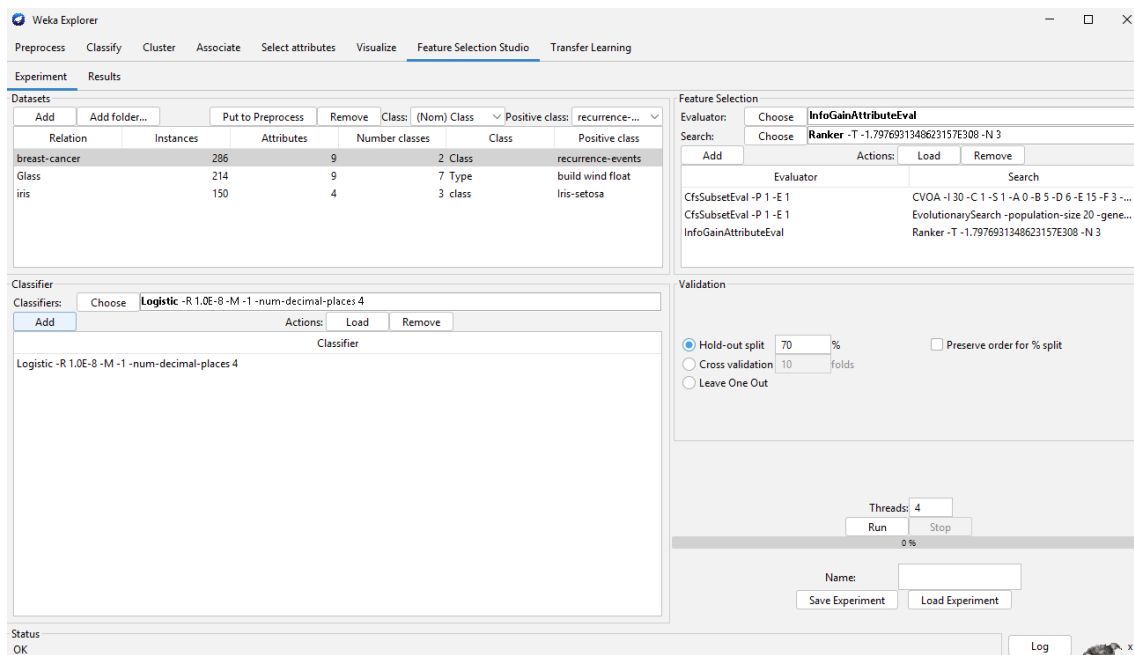 Weka Explorer
Preprocess Classify Cluster Associate Select attributes Visualize Feature Selection Studio Transfer Learning
Experiment Results
Datasets
Add Add folder... Put to Preprocess Remove Class: (Nom) Class Positive class: recurrence-...
Relation Instances Attributes Number classes Class Positive class
breast-cancer 286 9 2 Class recurrence-events
Glass 214 9 7 Type build wind float
iris 150 4 3 class Iris-setosa
Feature Selection
Evaluator: Choose InfoGainAttributeEval
Search: Choose Ranker -T -1.7976931348623157E308 -N 3
Add Actions: Load Remove
Evaluator Search
CfsSubsetEval -P 1 -E 1 CVOA -I 30 -C 1 -S 1 -A 0 -B 5 -D 6 -E 15 -F 3 -...
CfsSubsetEval -P 1 -E 1 EvolutionarySearch -population-size 20 -gene...
InfoGainAttributeEval Ranker -T -1.7976931348623157E308 -N 3
Classifier
Classifiers: Choose Logistic -R 1.0E-8 -M -1 -num-decimal-places 4
Add Actions: Load Remove
Classifier
Logistic -R 1.0E-8 -M -1 -num-decimal-places 4
Validation
Hold-out split 70 % Preserve order for % split
Cross validation 10 folds
Leave One Out
Threads: 4
Run Stop
0 %
Name:
Save Experiment Load Experiment
Status
OK
Log x